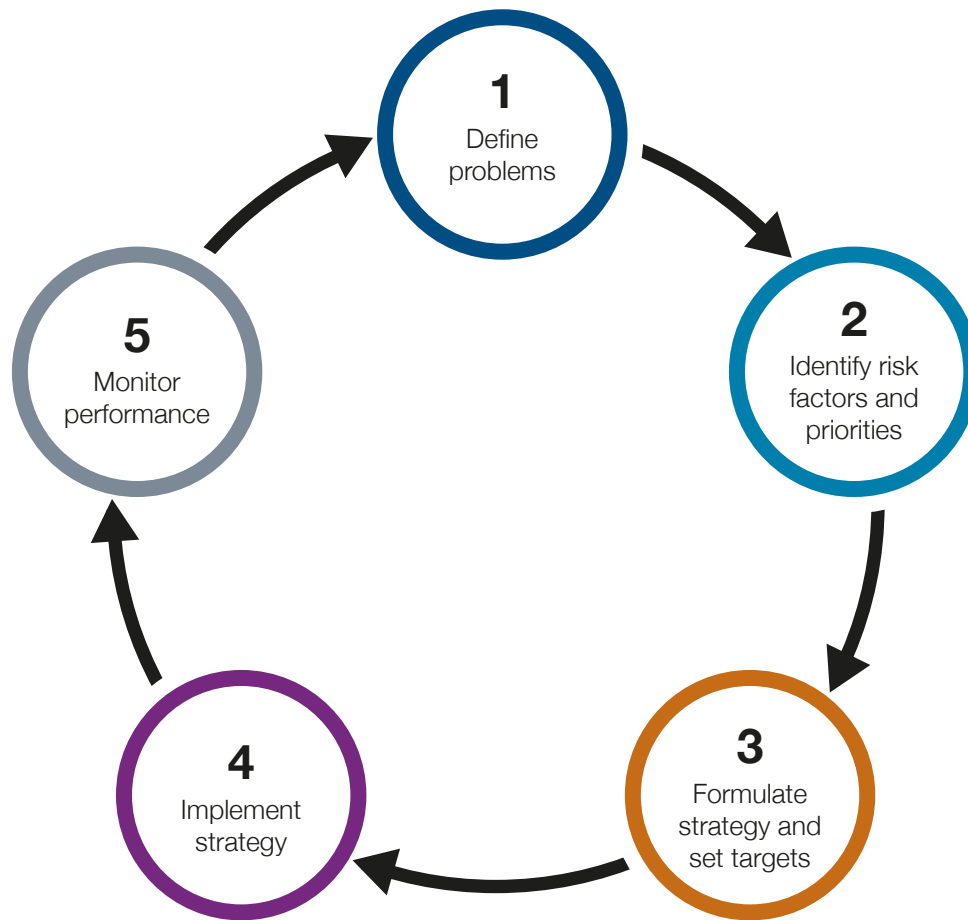 1
Define
problems
2
Identify risk
factors and
priorities
3
Formulate
strategy and
set targets
4
Implement
strategy
5
Monitor
performance